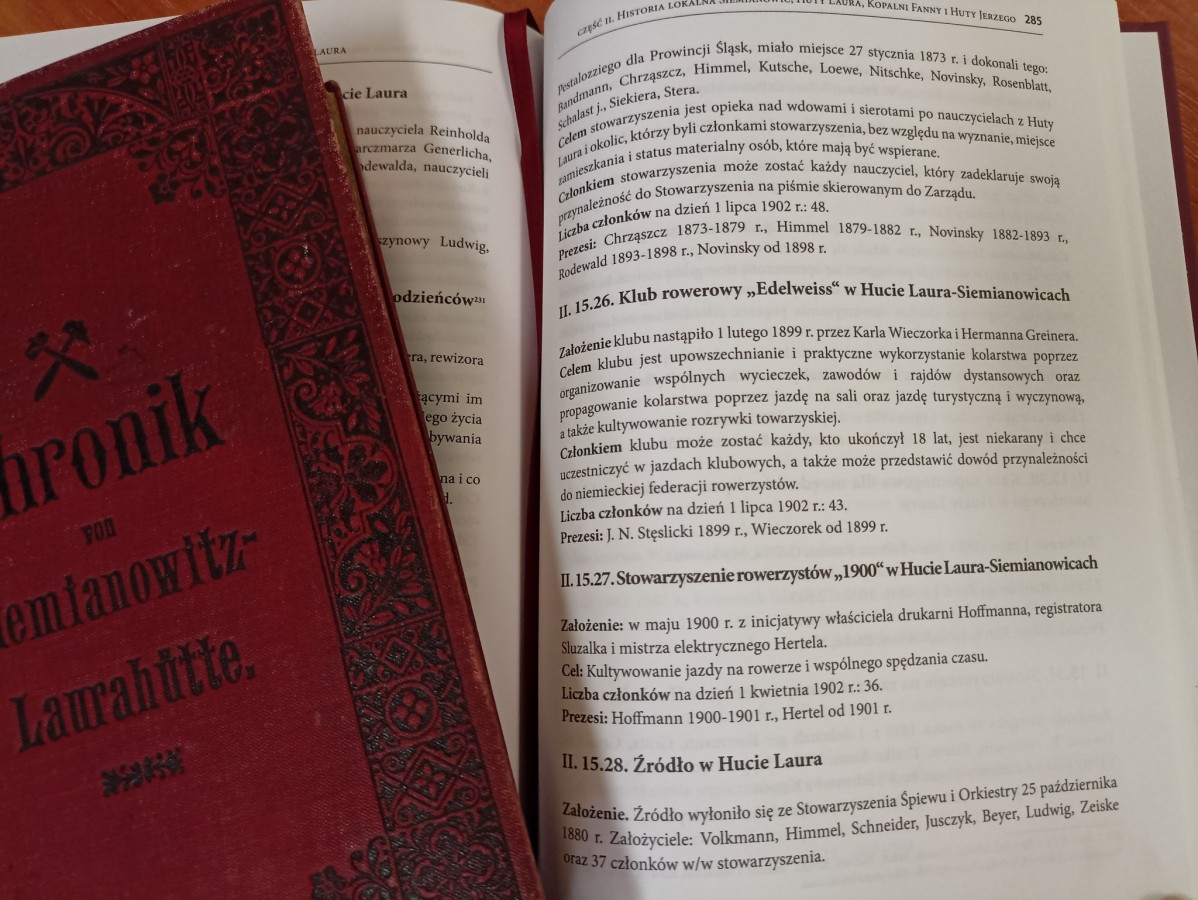 hronik
von
iemianowitz-
Laurahütte.
LAURA
cie Laura
nauczyciela Reinholda
arczmarza Generlicha,
odewalda, nauczycieli
szynowy Ludwig,
odzieńców²³¹
era, rewizora
ącymi im
ego życia
bywania
na i co
CZĘŚĆ II. HISTORIA LOKALNA SIEMIANOWIC, HUTY LAURA, KOPALNI FANNY I HUTY JERZEGO 285
Pestalozziego dla Prowincji Śląsk, miało miejsce 27 stycznia 1873 r. i dokonali tego:
Bandmann, Chrząszcz, Himmel, Kutsche, Loewe, Nitschke, Novinsky, Rosenblatt,
Schalast j., Siekiera, Stera.
Celem stowarzyszenia jest opieka nad wdowami i sierotami po nauczycielach z Huty
Laura i okolic, którzy byli członkami stowarzyszenia, bez względu na wyznanie, miejsce
zamieszkania i status materialny osób, które mają być wspierane.
Członkiem stowarzyszenia może zostać każdy nauczyciel, który zadeklaruje swoją
przynależność do Stowarzyszenia na piśmie skierowanym do Zarządu.
Liczba członków na dzień 1 lipca 1902 r.: 48.
Prezesi: Chrząszcz 1873-1879 r., Himmel 1879-1882 r., Novinsky 1882-1893 r.,
Rodewald 1893-1898 r., Novinsky od 1898 r.
II. 15.26. Klub rowerowy „Edelweiss“ w Hucie Laura-Siemianowicach
Założenie klubu nastąpiło 1 lutego 1899 r. przez Karla Wieczorka i Hermanna Greinera.
Celem klubu jest upowszechnianie i praktyczne wykorzystanie kolarstwa poprzez
organizowanie wspólnych wycieczek, zawodów i rajdów dystansowych oraz
propagowanie kolarstwa poprzez jazdę na sali oraz jazdę turystyczną i wyczynową,
a także kultywowanie rozrywki towarzyskiej.
Członkiem klubu może zostać każdy, kto ukończył 18 lat, jest niekarany i chce
uczestniczyć w jazdach klubowych, a także może przedstawić dowód przynależności
do niemieckiej federacji rowerzystów.
Liczba członków na dzień 1 lipca 1902 r.: 43.
Prezesi: J. N. Stęslicki 1899 r., Wieczorek od 1899 r.
II. 15.27. Stowarzyszenie rowerzystów „1900“ w Hucie Laura-Siemianowicach
Założenie: w maju 1900 r. z inicjatywy właściciela drukarni Hoffmanna, registratora
Sluzalka i mistrza elektrycznego Hertela.
Cel: Kultywowanie jazdy na rowerze i wspólnego spędzania czasu.
Liczba członków na dzień 1 kwietnia 1902 r.: 36.
Prezesi: Hoffmann 1900-1901 r., Hertel od 1901 r.
II. 15.28. Źródło w Hucie Laura
Założenie. Źródło wyłoniło się ze Stowarzyszenia Śpiewu i Orkiestry 25 października
1880 r. Założyciele: Volkmann, Himmel, Schneider, Jusczyk, Beyer, Ludwig, Zeiske
oraz 37 członków w/w stowarzyszenia.